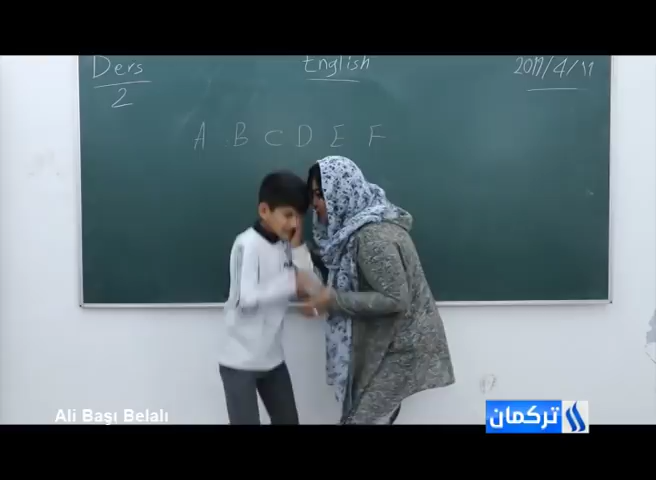 Ders English 2017/4/11
2
A B C D E F
Ali Başı Belalı
تركمان